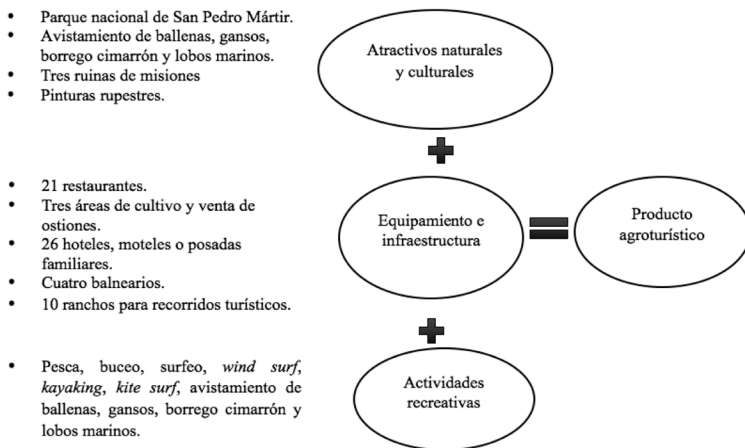 • Parque nacional de San Pedro Mártir.
• Avistamiento de ballenas, gansos,
borrego cimarrón y lobos marinos.
• Tres ruinas de misiones
• Pinturas rupestres.
Atractivos naturales
y culturales
• 21 restaurantes.
• Tres áreas de cultivo y venta de
ostiones.
• 26 hoteles, moteles o posadas
familiares.
• Cuatro balnearios.
• 10 ranchos para recorridos turísticos.
Equipamiento e
infraestructura
Producto
agroturístico
• Pesca, buceo, surfeo, wind surf,
kayaking, kite surf, avistamiento de
ballenas, gansos, borrego cimarrón y
lobos marinos.
Actividades
recreativas